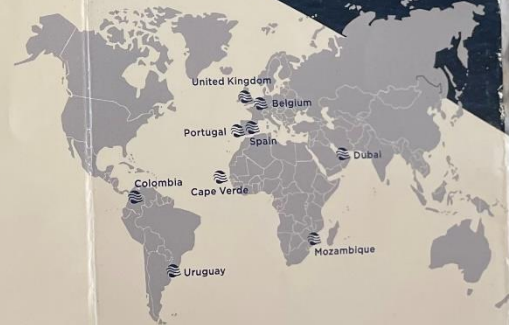 United Kingdom
Belgium
Portugal
Spain
Dubai
Colombia
Cape Verde
Mozambique
Uruguay